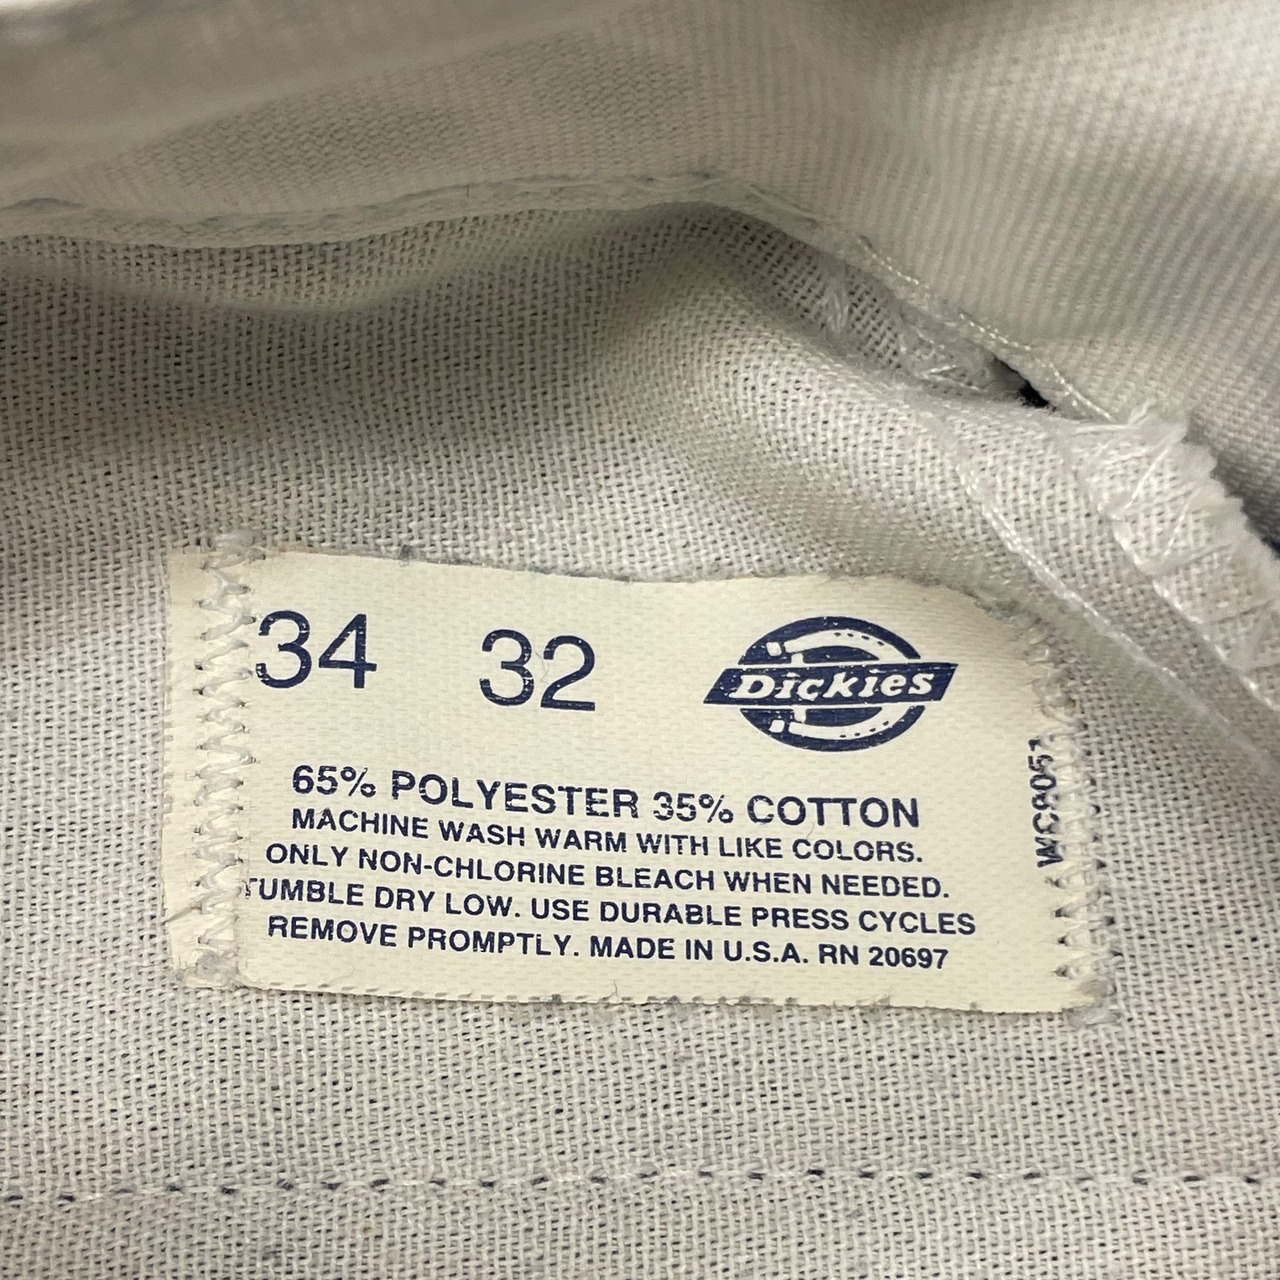 34 32
Dickies
65% POLYESTER 35% COTTON
MACHINE WASH WARM WITH LIKE COLORS.
ONLY NON-CHLORINE BLEACH WHEN NEEDED.
TUMBLE DRY LOW. USE DURABLE PRESS CYCLES
REMOVE PROMPTLY. MADE IN U.S.A. RN 20697